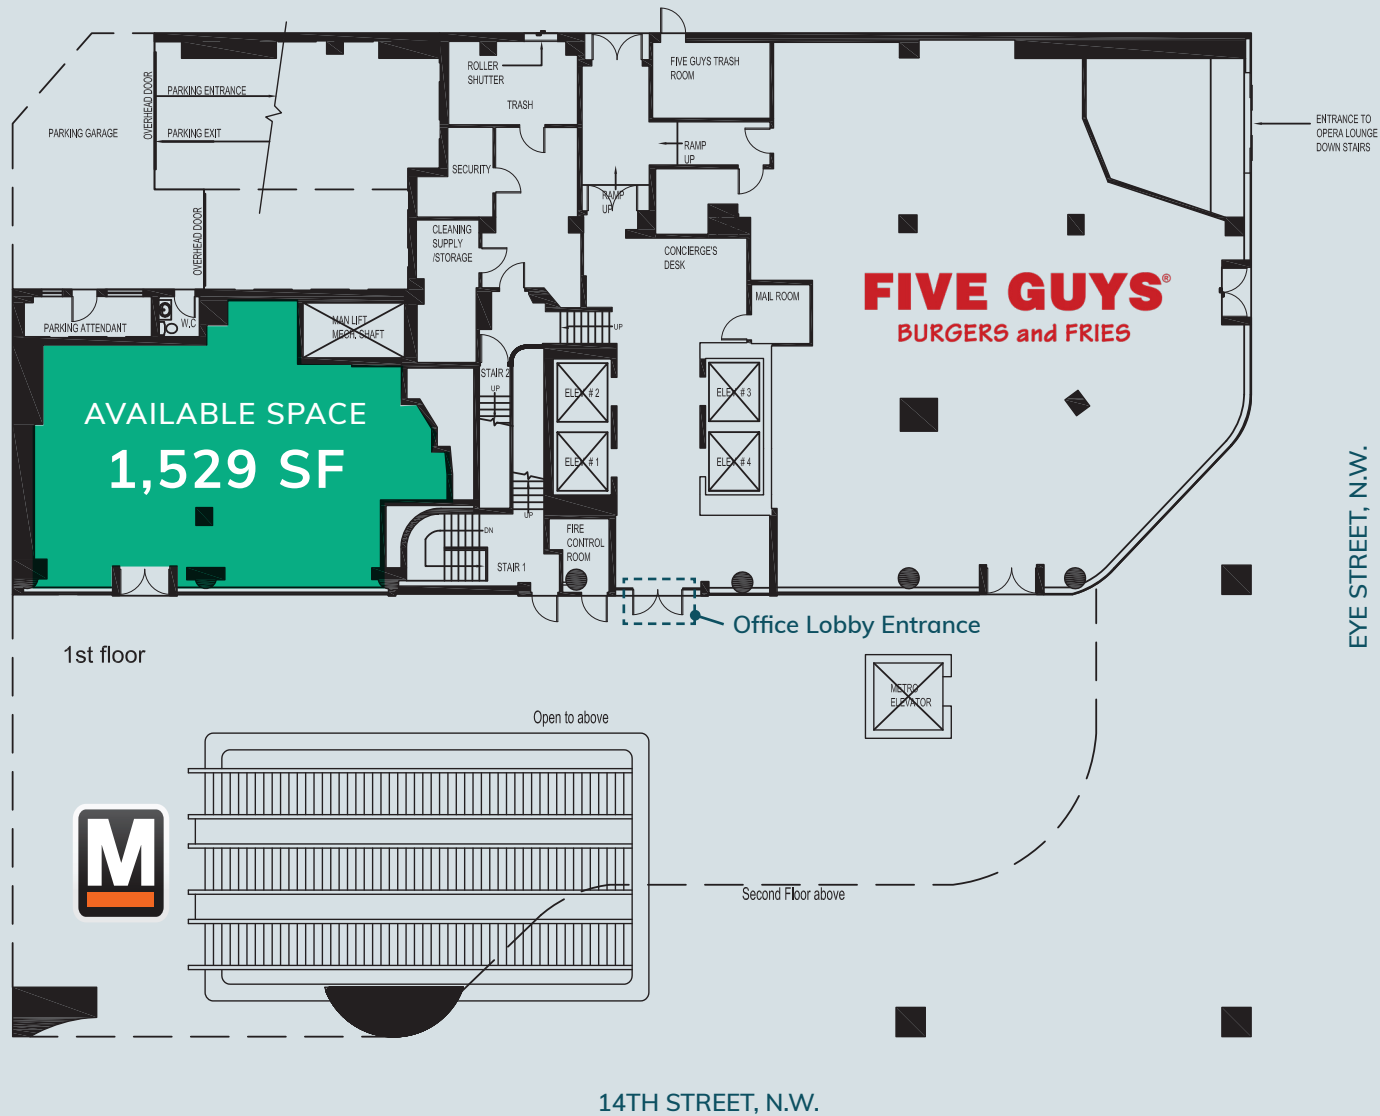 ROLLER
SHUTTER
TRASH
FIVE GUYS TRASH
ROOM
OVERHEAD DOOR
PARKING ENTRANCE
PARKING EXIT
PARKING GARAGE
ENTRANCE TO
OPERA LOUNGE
DOWN STAIRS
RAMP
UP
SECURITY
RAMP
UP
CLEANING
SUPPLY
/STORAGE
OVERHEAD DOOR
CONCIERGE'S
DESK
FIVE GUYS®
BURGERS and FRIES
MAIL ROOM
PARKING ATTENDANT
W.C
MAN LIFT
MECH. SHAFT
UP
STAIR 2
UP
ELEV # 2
ELEV # 3
AVAILABLE SPACE
1,529 SF
ELEV # 1
ELEV # 4
UP
DN
STAIR 1
FIRE
CONTROL
ROOM
EYE STREET, N.W.
Office Lobby Entrance
1st floor
METRO
ELEVATOR
Open to above
M
Second Floor above
14TH STREET, N.W.